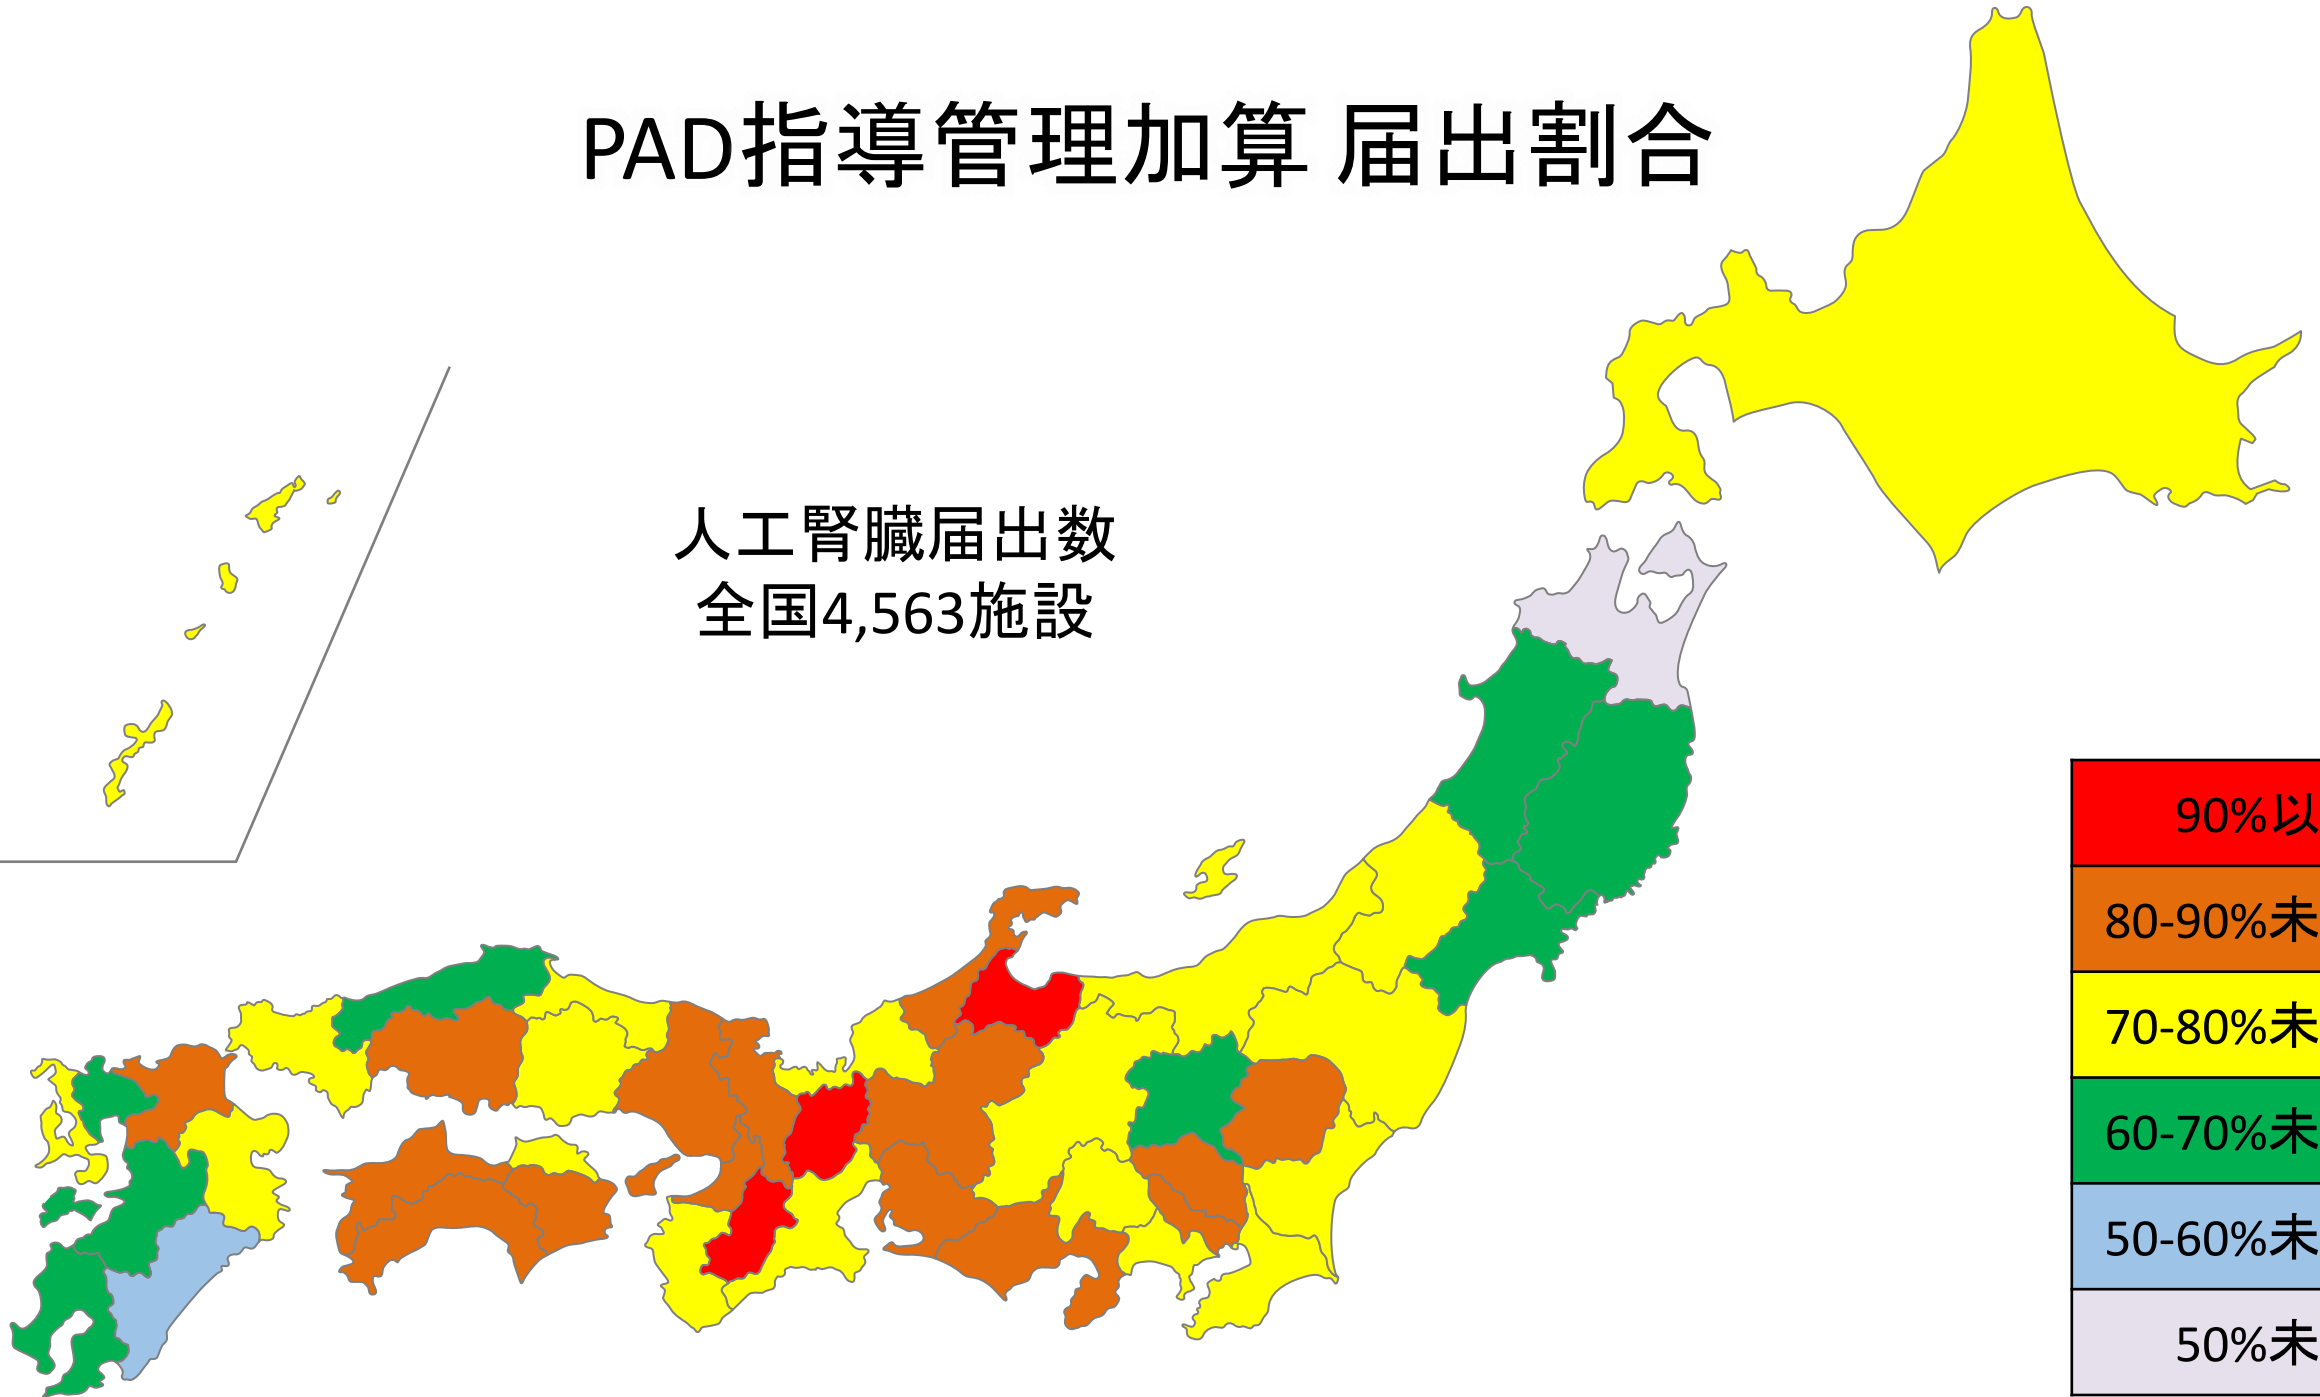 PAD指導管理加算 届出割合
人工腎臓届出数
全国4,563施設
90%以
80-90%未
70-80%未
60-70%未
50-60%未
50%未